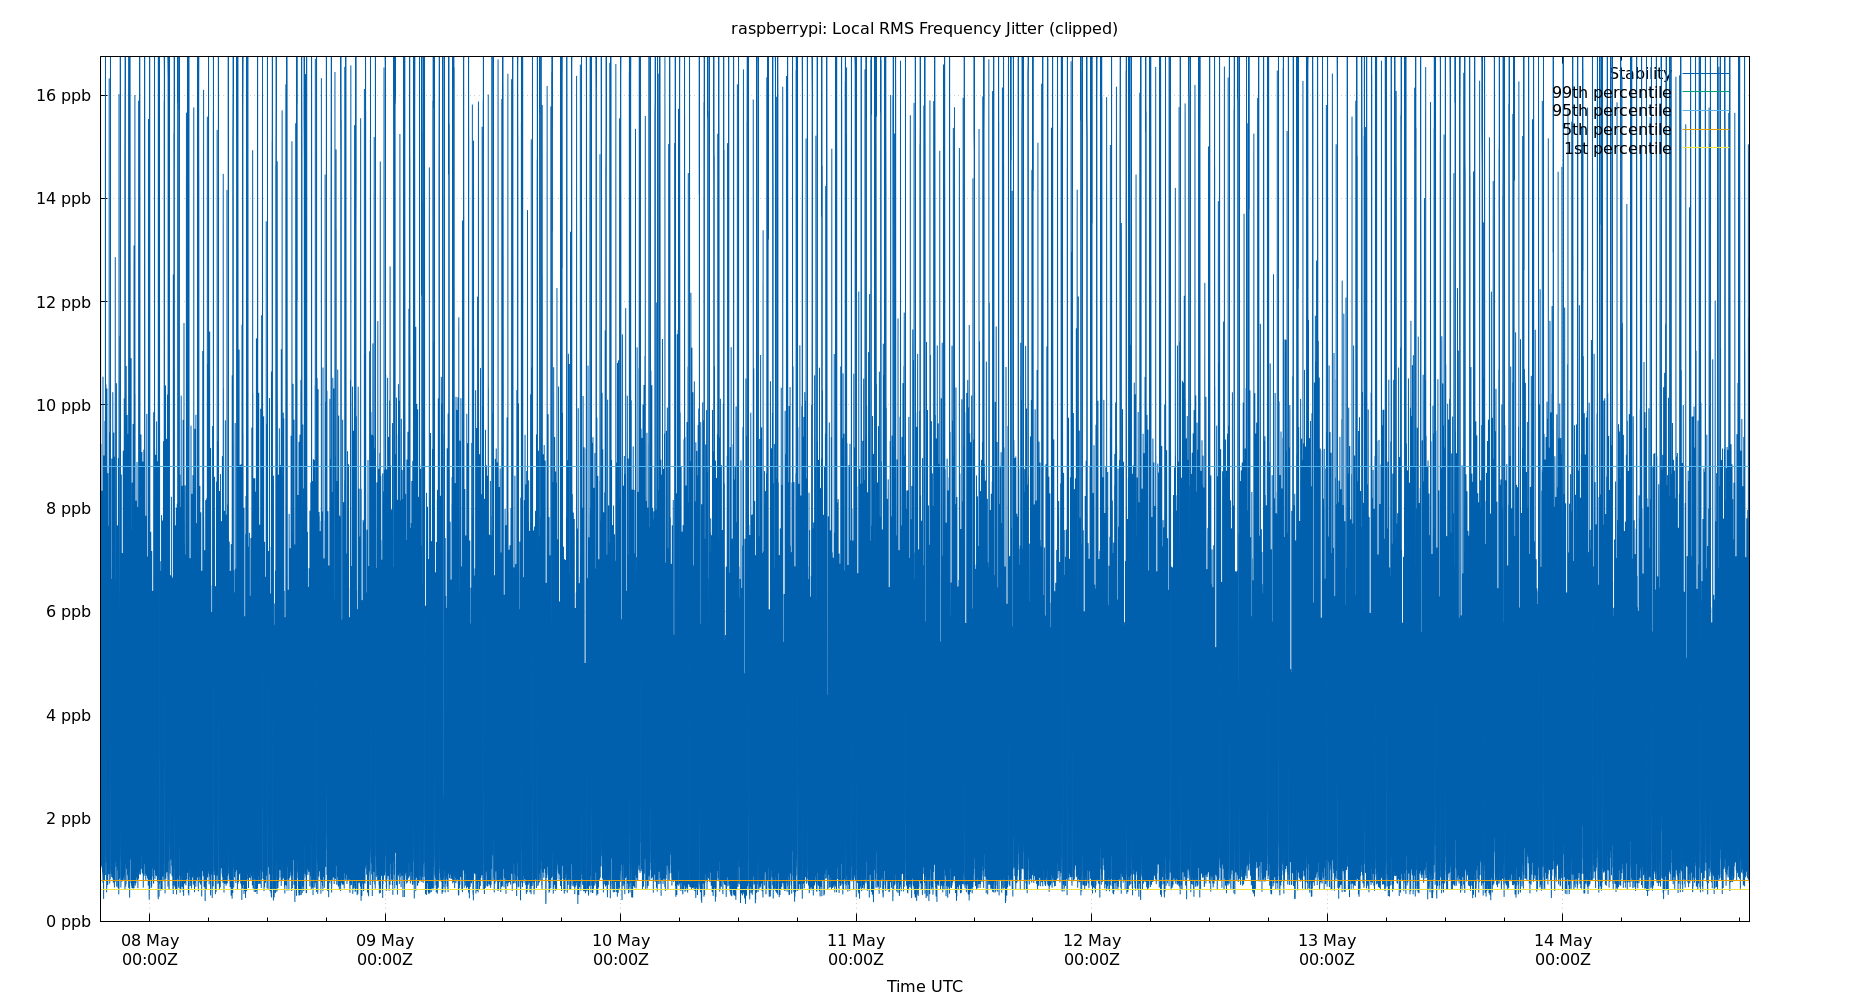 raspberrypi: Local RMS Frequency Jitter (clipped)
Stability
99th percentile
95th percentile
5th percentile
1st percentile
16 ppb
14 ppb
12 ppb
10 ppb
8 ppb
6 ppb
4 ppb
2 ppb
0 ppb
08 May 09 May 10 May 11 May 12 May 13 May 14 May
00:00Z 00:00Z 00:00Z 00:00Z 00:00Z 00:00Z 00:00Z
Time UTC